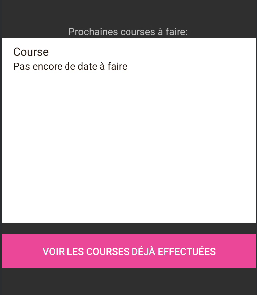 Prochaines courses à faire:
Course
Pas encore de date à faire
VOIR LES COURSES DÉJÀ EFFECTUÉES